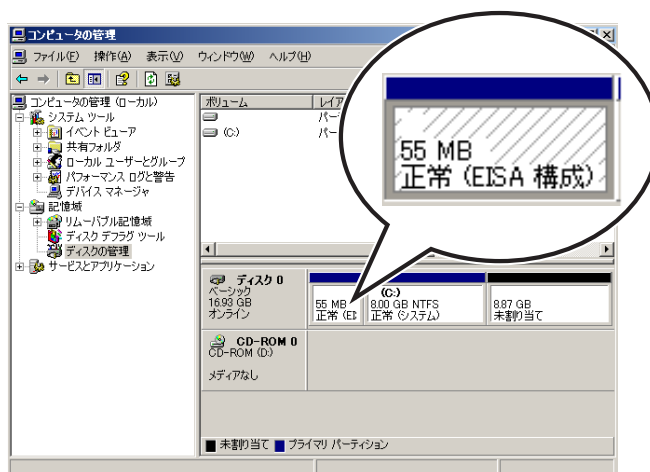 コンピュータの管理
ファイル(F) 操作(A) 表示(V) ウィンドウ(W) ヘルプ(H)
コンピュータの管理 (ローカル)
システム ツール
イベント ビューア
共有フォルダ
ローカル ユーザーとグループ
パフォーマンス ログと警告
デバイス マネージャ
記憶域
リムーバブル記憶域
ディスク デフラグ ツール
ディスクの管理
サービスとアプリケーション
ボリューム レイア
パー
(C:) パー
55 MB
正常 (EISA 構成)
ディスク 0
ベーシック
16.93 GB
オンライン
55 MB
正常 (EI
(C:)
8.00 GB NTFS
正常 (システム)
8.87 GB
未割り当て
CD-ROM 0
CD-ROM (D:)
メディアなし
未割り当て プライマリ パーティション